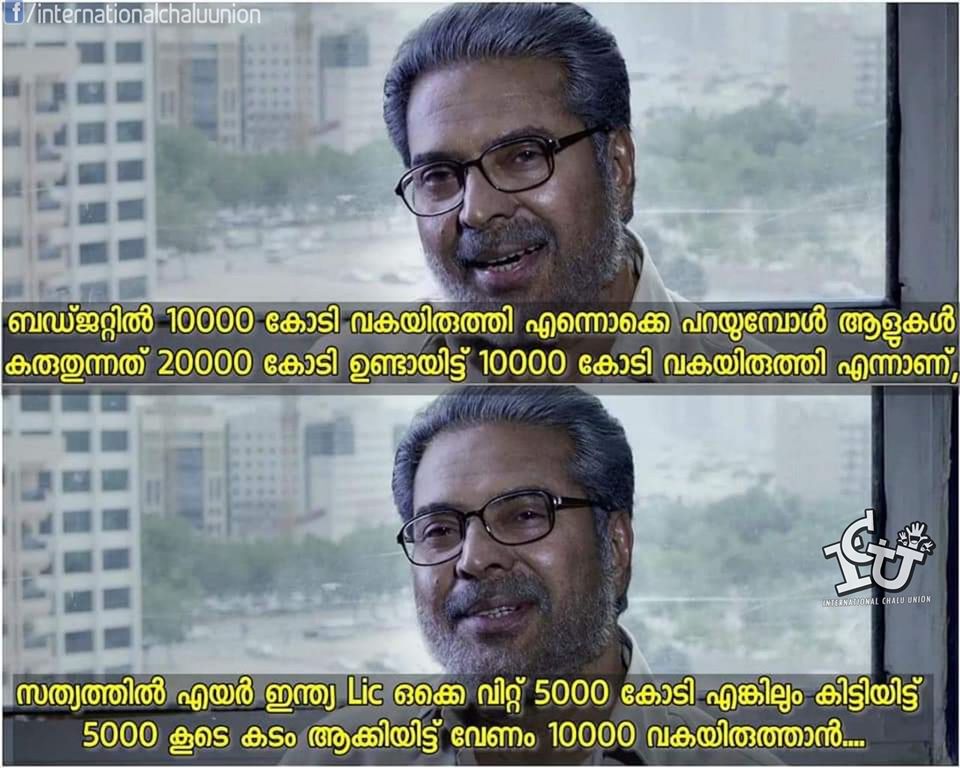 f/internationalchaluunion
ബഡ്ജറ്റിൽ 10000 കോടി വകയിരുത്തി എന്നൊക്കെ പറയുമ്പോൾ ആളുകൾ
കരുതുന്നത് 20000 കോടി ഉണ്ടായിട്ട് 10000 കോടി വകയിരുത്തി എന്നാണ്,
ICU
INTERNATIONAL CHALU UNION
സത്യത്തിൽ എയർ ഇന്ത്യ Lic ഒക്കെ വിറ്റ് 5000 കോടി എങ്കിലും കിട്ടിയിട്ട്
5000 കൂടെ കടം ആക്കിയിട്ട് വേണം 10000 വകയിരുത്താൻ....